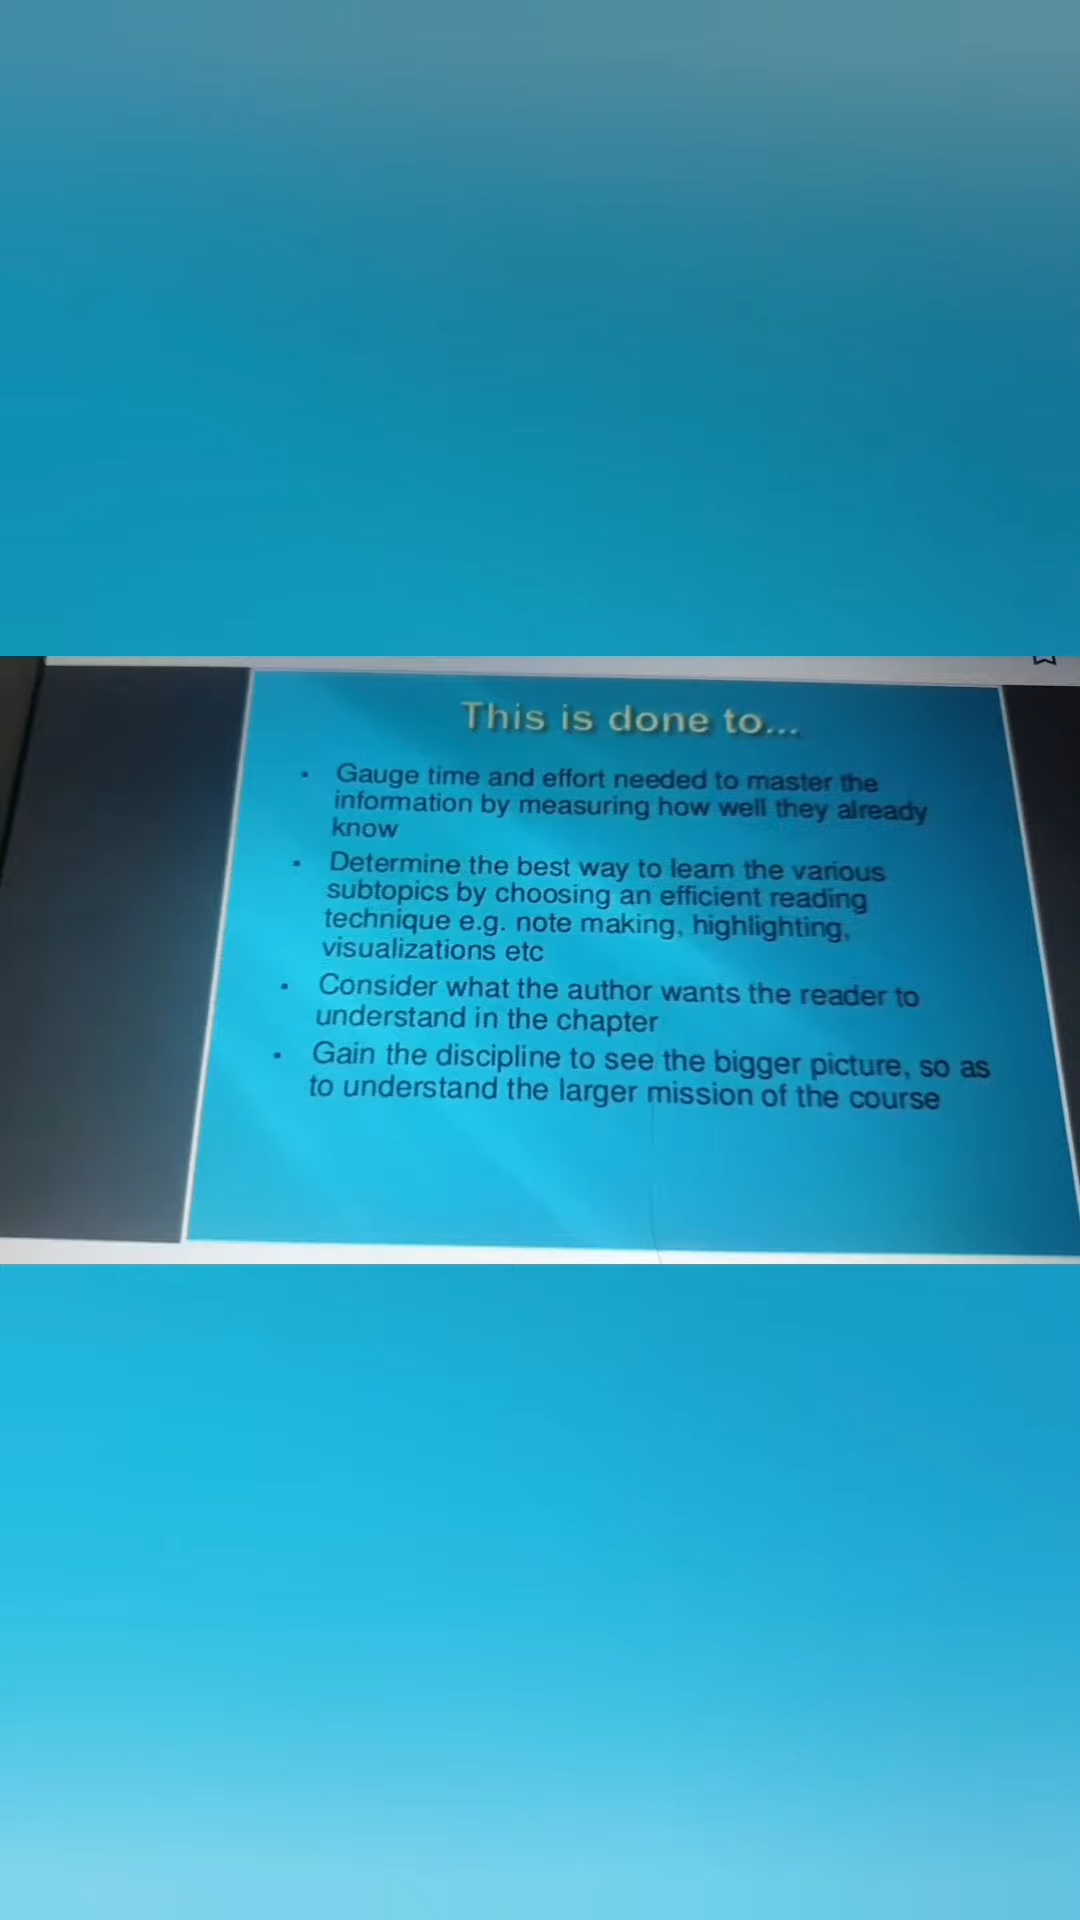 This is done to...
• Gauge time and effort needed to master the
information by measuring how well they already
know
• Determine the best way to learn the various
subtopics by choosing an efficient reading
technique e.g. note making, highlighting,
visualizations etc
• Consider what the author wants the reader to
understand in the chapter
• Gain the discipline to see the bigger picture, so as
to understand the larger mission of the course